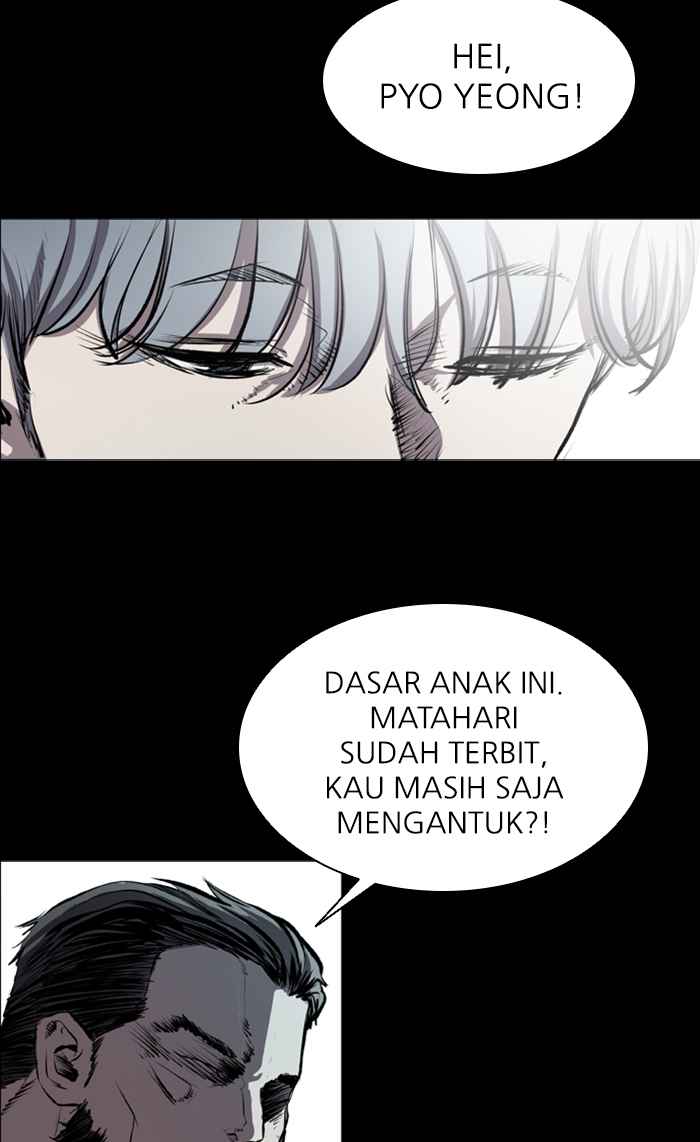 HEI,
PYO YEONG!
DASAR ANAK INI.
MATAHARI
SUDAH TERBIT,
KAU MASIH SAJA
MENGANTUK?!